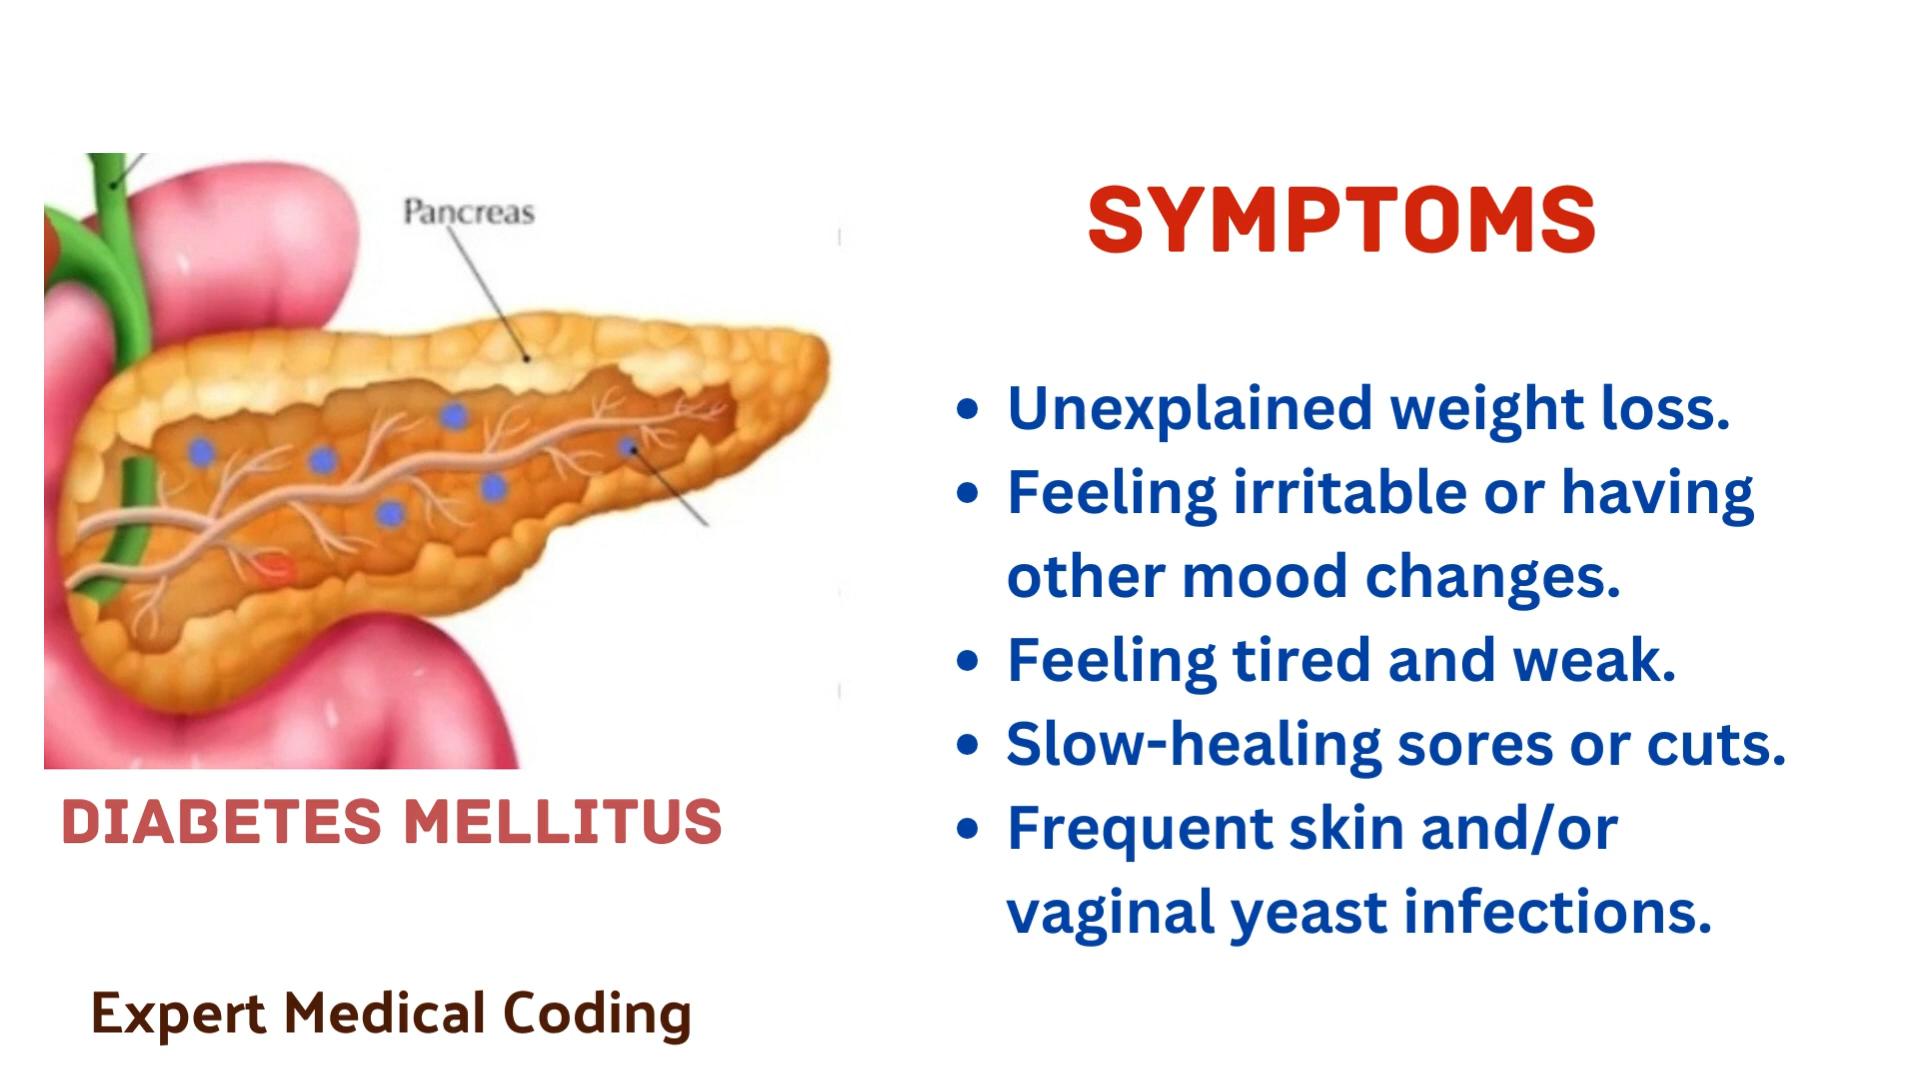 Pancreas
DIABETES MELLITUS
Expert Medical Coding
SYMPTOMS
• Unexplained weight loss.
• Feeling irritable or having
other mood changes.
• Feeling tired and weak.
• Slow-healing sores or cuts.
• Frequent skin and/or
vaginal yeast infections.